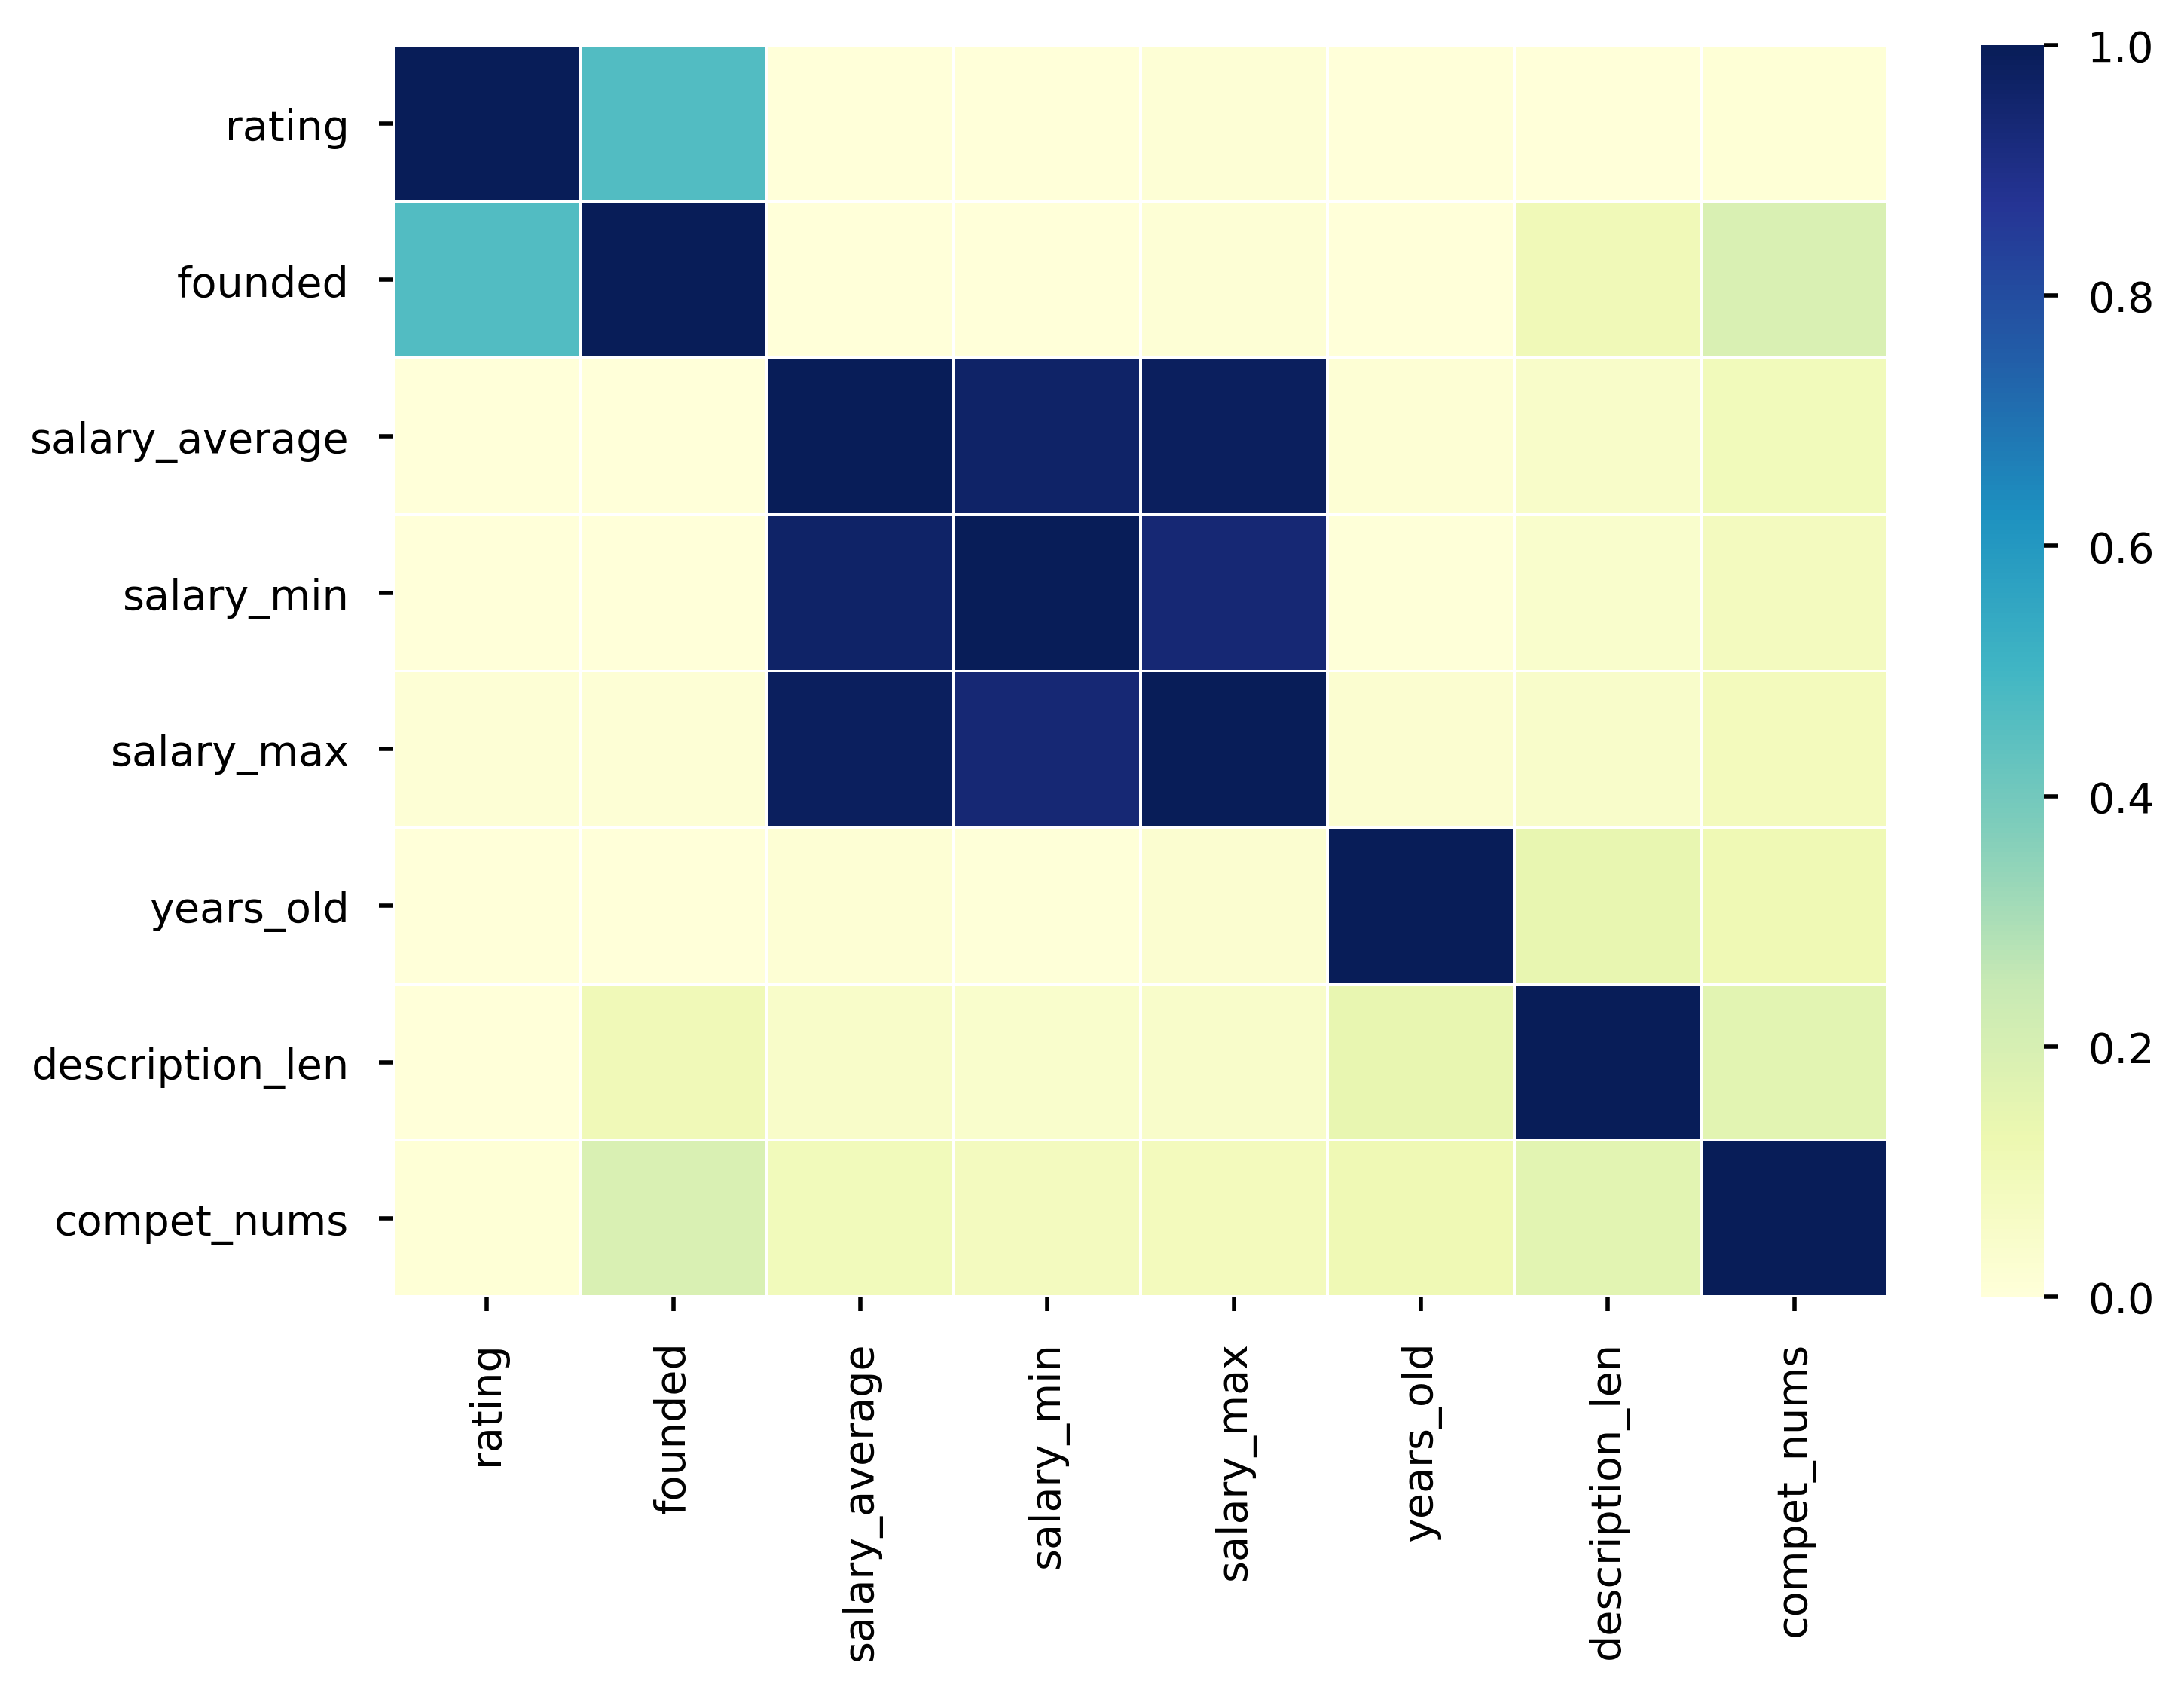 rating
founded
salary_average
salary_min
salary_max
years_old
description_len
compet_nums
rating
founded
salary_average
salary_min
salary_max
years_old
description_len
compet_nums
1.0
0.8
0.6
0.4
0.2
0.0